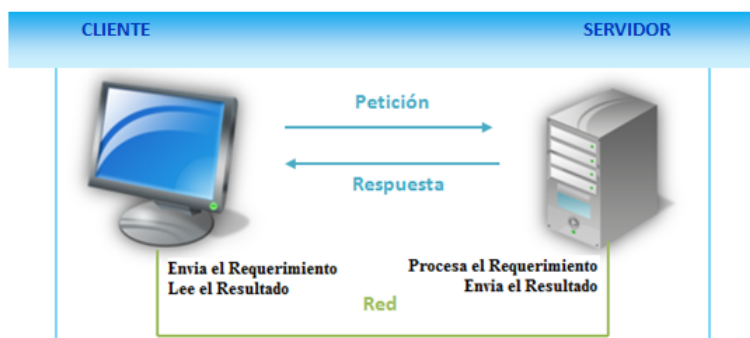 CLIENTE
SERVIDOR
Petición
Respuesta
Envia el Requerimiento
Lee el Resultado
Procesa el Requerimiento
Envia el Resultado
Red